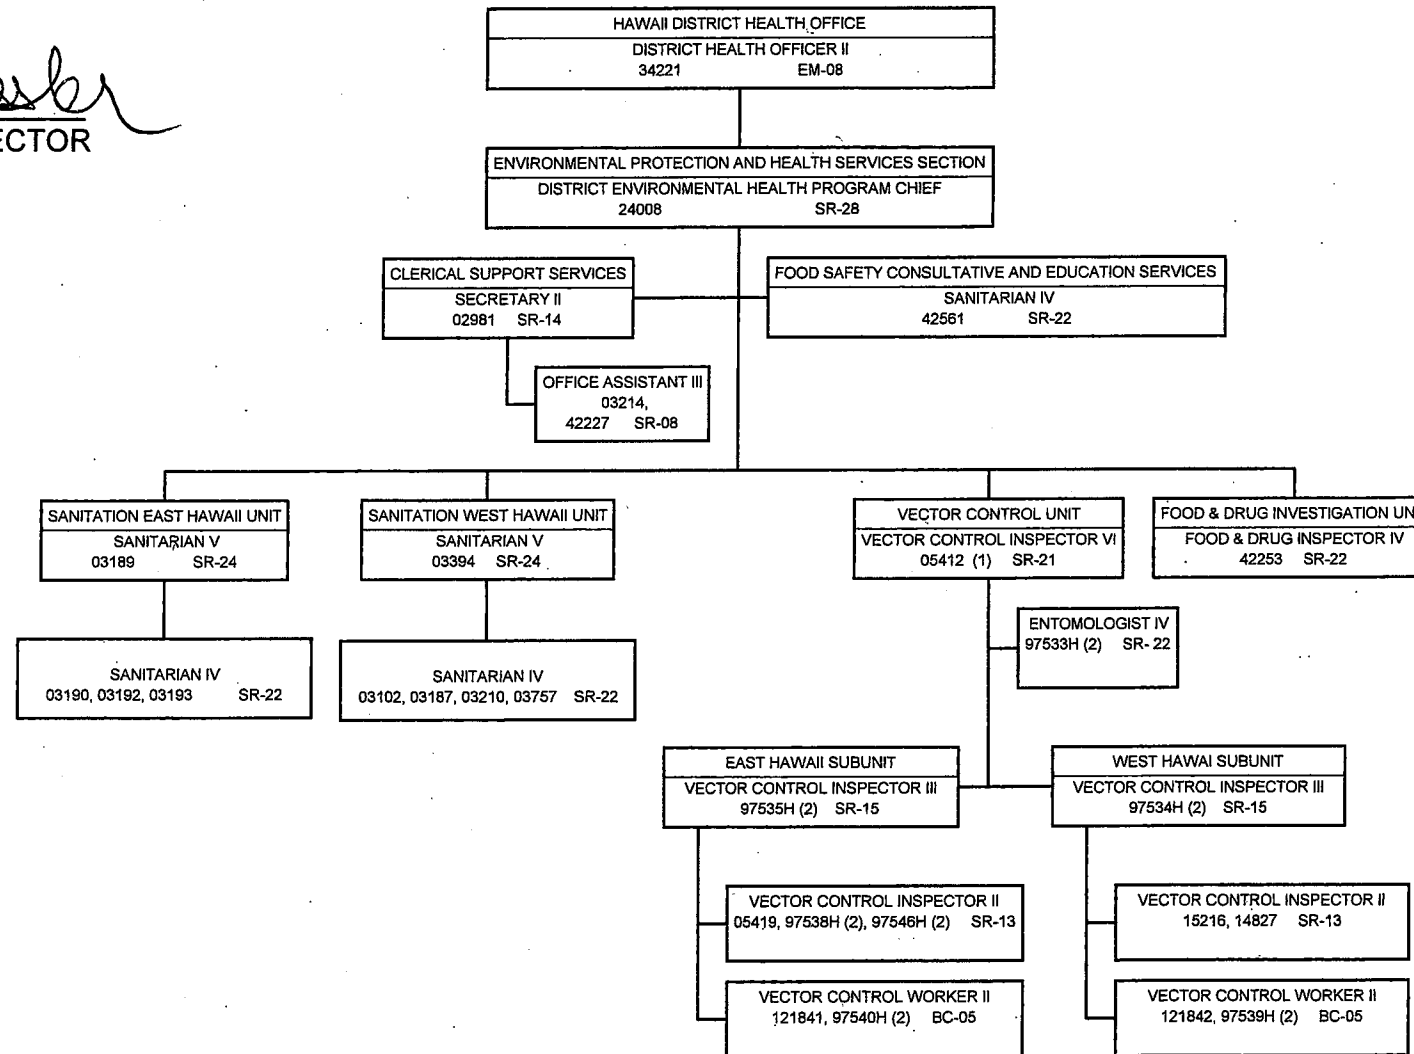 HAWAII DISTRICT HEALTH OFFICE
DISTRICT HEALTH OFFICER II
34221 EM-08
ECTOR
ENVIRONMENTAL PROTECTION AND HEALTH SERVICES SECTION
DISTRICT ENVIRONMENTAL HEALTH PROGRAM CHIEF
24008 SR-28
CLERICAL SUPPORT SERVICES
SECRETARY II
02981 SR-14
FOOD SAFETY CONSULTATIVE AND EDUCATION SERVICES
SANITARIAN IV
42561 SR-22
OFFICE ASSISTANT III
03214,
42227 SR-08
SANITATION EAST HAWAII UNIT
SANITARIAN V
03189 SR-24
SANITATION WEST HAWAII UNIT
SANITARIAN V
03394 SR-24
VECTOR CONTROL UNIT
VECTOR CONTROL INSPECTOR VI
05412 (1) SR-21
FOOD & DRUG INVESTIGATION UN
FOOD & DRUG INSPECTOR IV
42253 SR-22
ENTOMOLOGIST IV
97533H (2) SR- 22
SANITARIAN IV
03190, 03192, 03193 SR-22
SANITARIAN IV
03102, 03187, 03210, 03757 SR-22
EAST HAWAII SUBUNIT
VECTOR CONTROL INSPECTOR III
97535H (2) SR-15
WEST HAWAI SUBUNIT
VECTOR CONTROL INSPECTOR III
97534H (2) SR-15
VECTOR CONTROL INSPECTOR II
05419, 97538H (2), 97546H (2) SR-13
VECTOR CONTROL INSPECTOR II
15216, 14827 SR-13
VECTOR CONTROL WORKER II
121841, 97540H (2) BC-05
VECTOR CONTROL WORKER II
121842, 97539H (2) BC-05